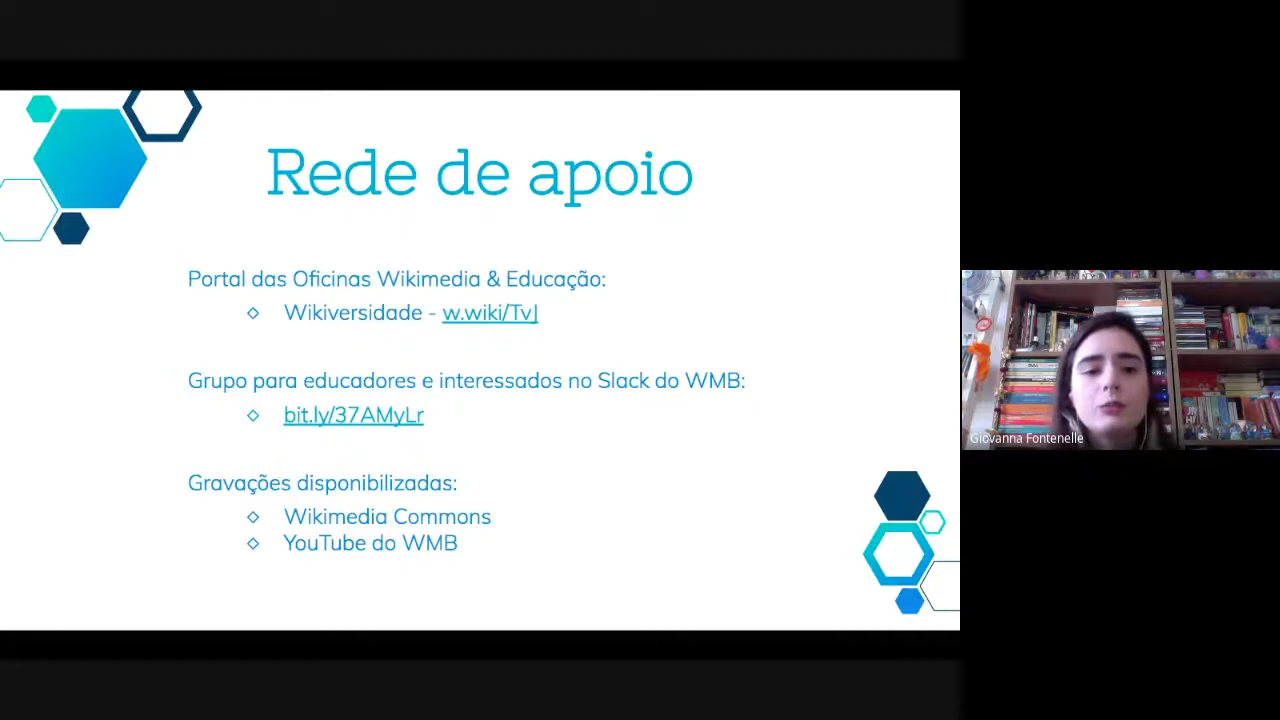 Rede de apoio
Portal das Oficinas Wikimedia & Educação:
Wikiversidade - w.wiki/TvJ
Grupo para educadores e interessados no Slack do WMB:
bit.ly/37AMyLr
Gravações disponibilizadas:
Wikimedia Commons
YouTube do WMB
Giovanna Fontenelle